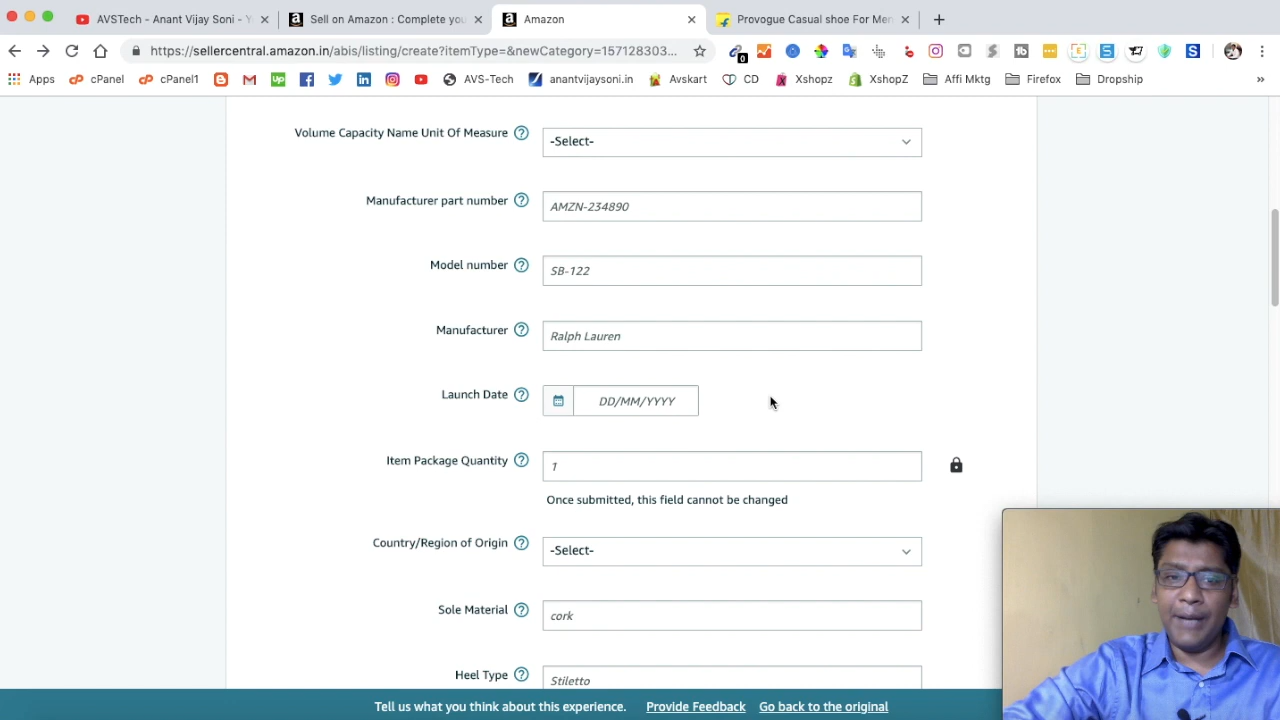 AVSTech - Anant Vijay Soni - Y
Sell on Amazon : Complete you
Amazon
Provogue Casual shoe For Men
https://sellercentral.amazon.in/abis/listing/create?itemType=&newCategory=157128303...
Apps
cPanel
cPanel1
AVS-Tech
anantvijaysoni.in
Avskart
CD
Xshopz
XshopZ
Affi Mktg
Firefox
Dropship
»
Volume Capacity Name Unit Of Measure ?
-Select-
Manufacturer part number ?
AMZN-234890
Model number ?
SB-122
Manufacturer ?
Ralph Lauren
Launch Date ?
DD/MM/YYYY
Item Package Quantity ?
1
Once submitted, this field cannot be changed
Country/Region of Origin ?
-Select-
Sole Material ?
cork
Heel Type ?
Stiletto
Tell us what you think about this experience. Provide Feedback Go back to the original